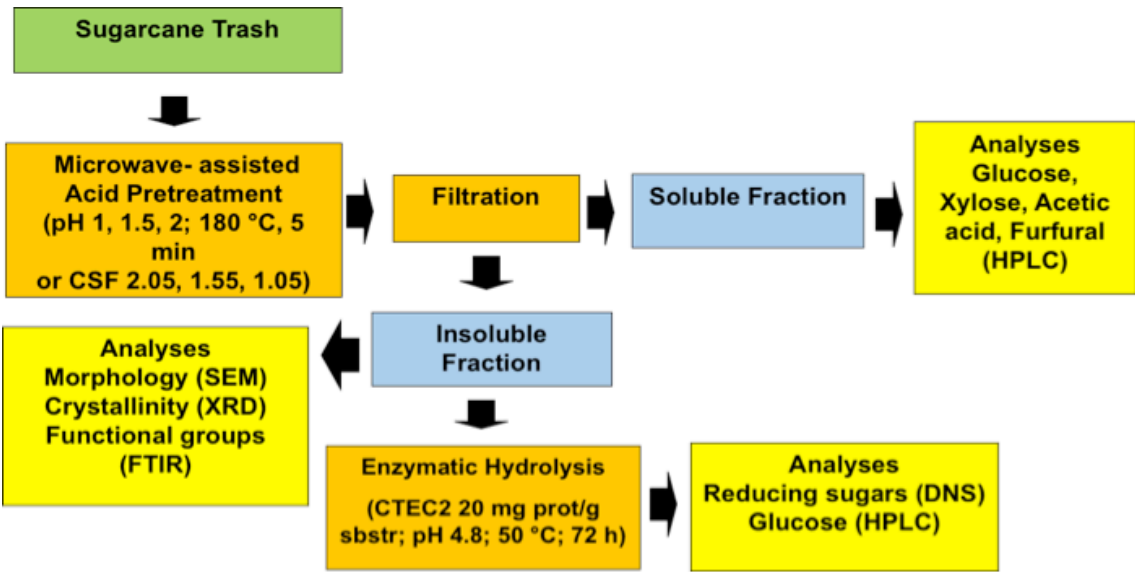 Sugarcane Trash
Microwave- assisted
Acid Pretreatment
(pH 1, 1.5, 2; 180 °C, 5
min
or CSF 2.05, 1.55, 1.05)
Filtration
Soluble Fraction
Analyses
Glucose,
Xylose, Acetic
acid, Furfural
(HPLC)
Insoluble
Fraction
Analyses
Morphology (SEM)
Crystallinity (XRD)
Functional groups
(FTIR)
Enzymatic Hydrolysis
(CTEC2 20 mg prot/g
sbstr; pH 4.8; 50 °C; 72 h)
Analyses
Reducing sugars (DNS)
Glucose (HPLC)